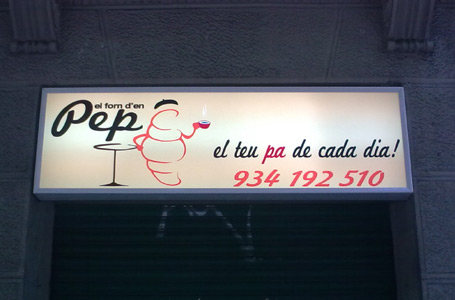 el forn d'en
Pep
el teu pa de cada dia!
934 192 510